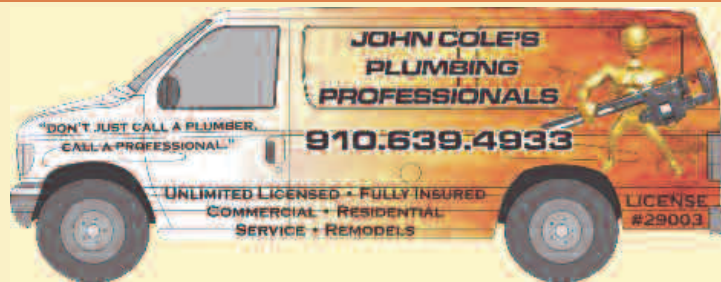 JOHN COLE'S
PLUMBING
PROFESSIONALS
"DON'T JUST CALL A PLUMBER,
CALL A PROFESSIONAL."
910.639.4933
UNLIMITED LICENSED • FULLY INSURED
COMMERCIAL • RESIDENTIAL
SERVICE • REMODELS
LICENSE
#29003